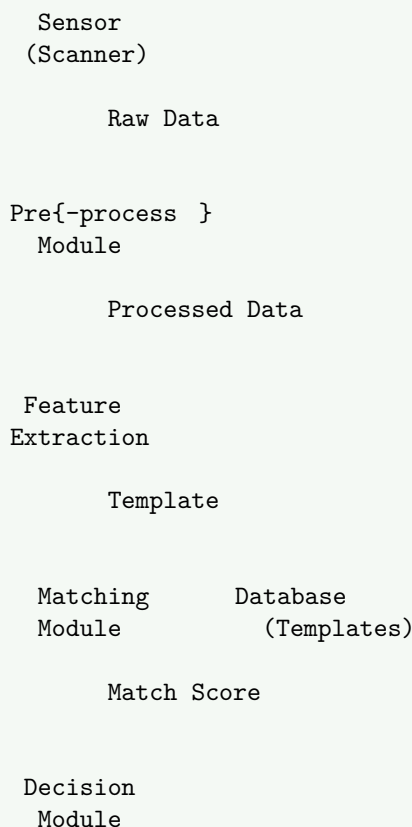 Sensor
(Scanner)
Raw Data
Pre{-process }
Module
Processed Data
Feature
Extraction
Template
Matching Database
Module (Templates)
Match Score
Decision
Module